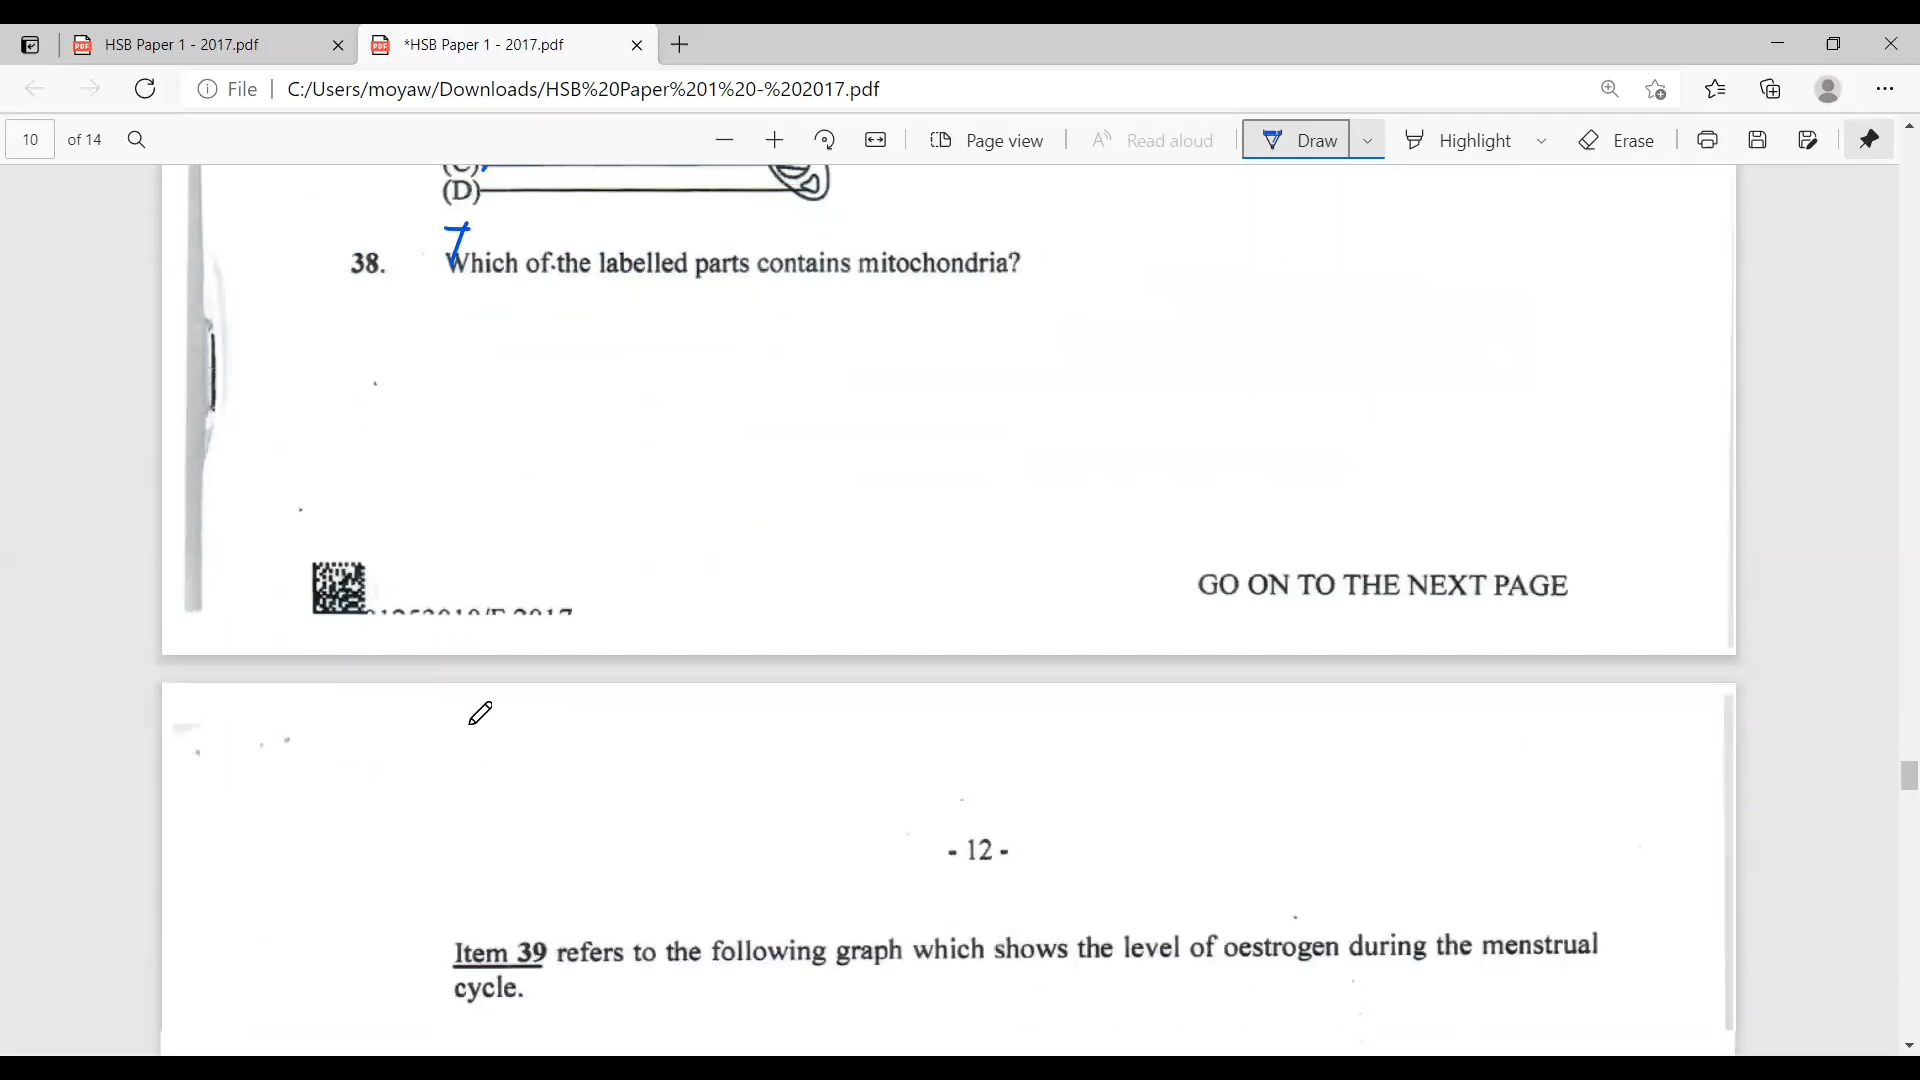 HSB Paper 1 - 2017.pdf
*HSB Paper 1 - 2017.pdf
File
C:/Users/moyaw/Downloads/HSB%20Paper%201%20-%202017.pdf
10 of 14
Page view
Read aloud
Draw
Highlight
Erase
(C)
(D)
7
38. Which of the labelled parts contains mitochondria?
GO ON TO THE NEXT PAGE
- 12 -
Item 39 refers to the following graph which shows the level of oestrogen during the menstrual
cycle.